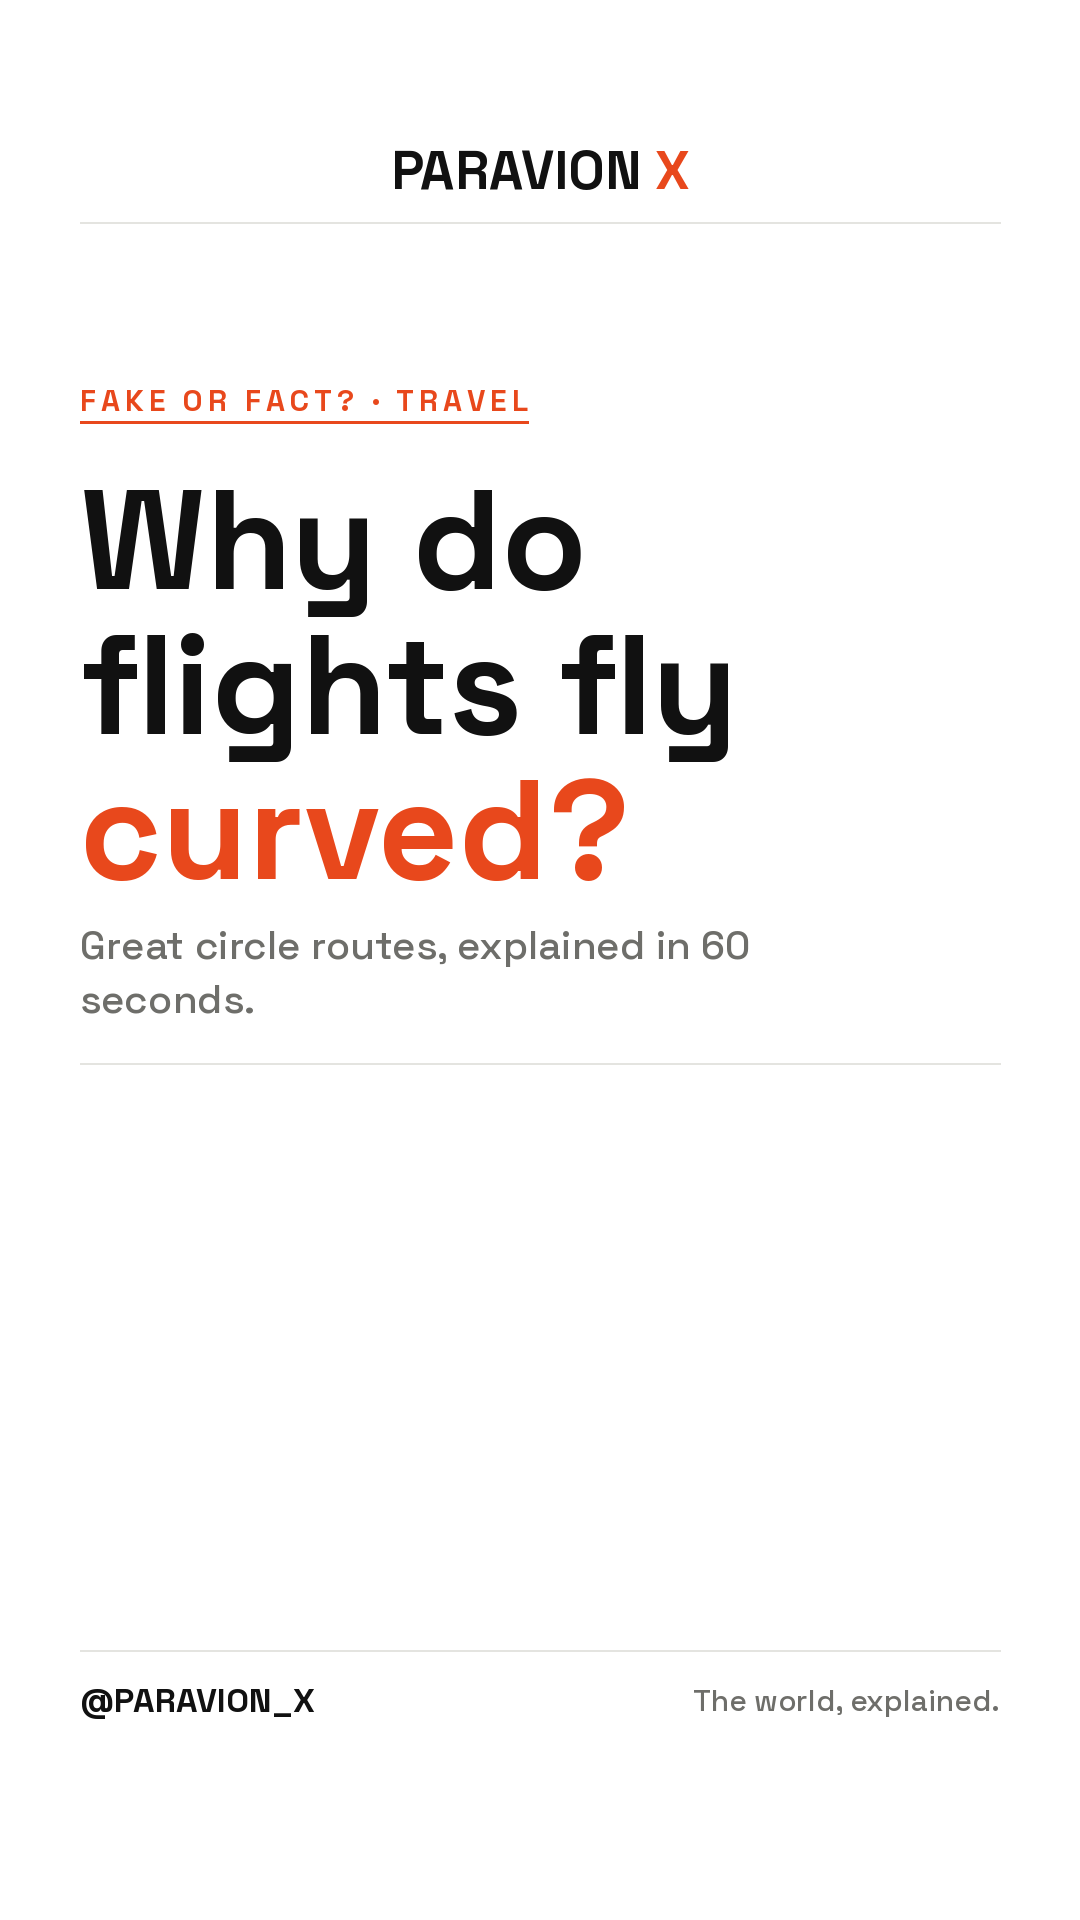 PARAVION X
FAKE OR FACT? · TRAVEL
Why do
flights fly
curved?
Great circle routes, explained in 60
seconds.
@PARAVION_X
The world, explained.